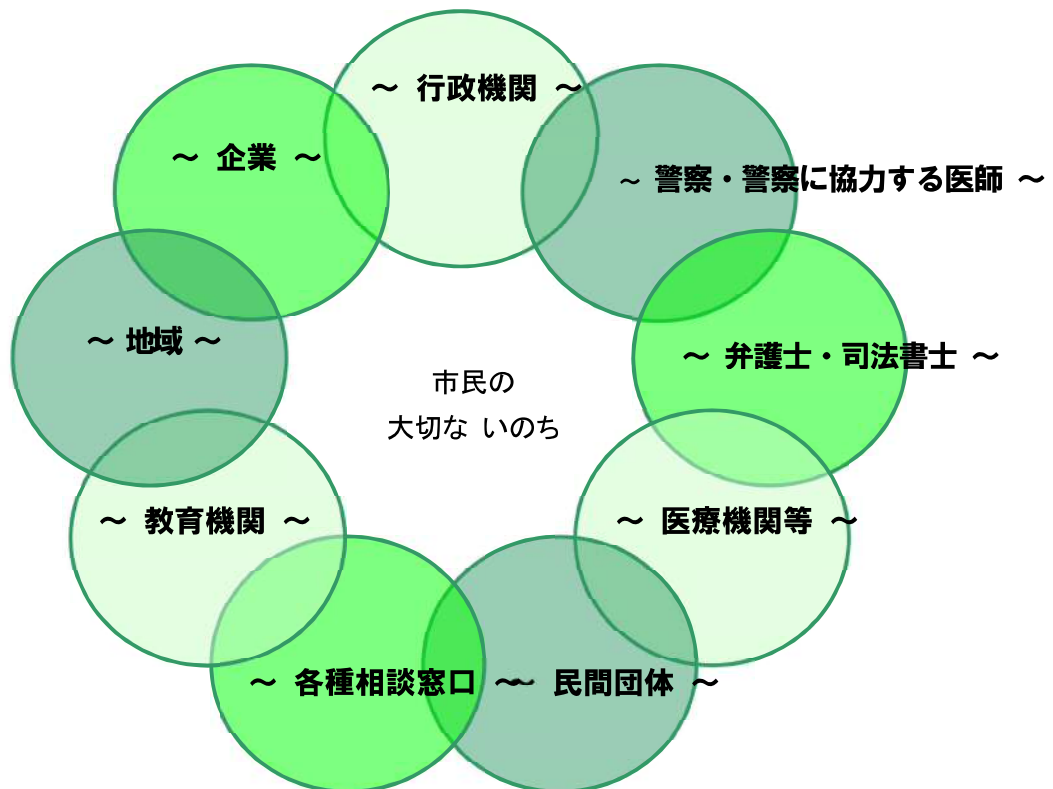 ～ 行政機関 ～
～ 企業 ～
～ 警察・警察に協力する医師 ～
～ 地域 ～
～ 弁護士・司法書士 ～
市民の
大切な いのち
～ 教育機関 ～
～ 医療機関等 ～
～ 各種相談窓口 ～
～ 民間団体 ～